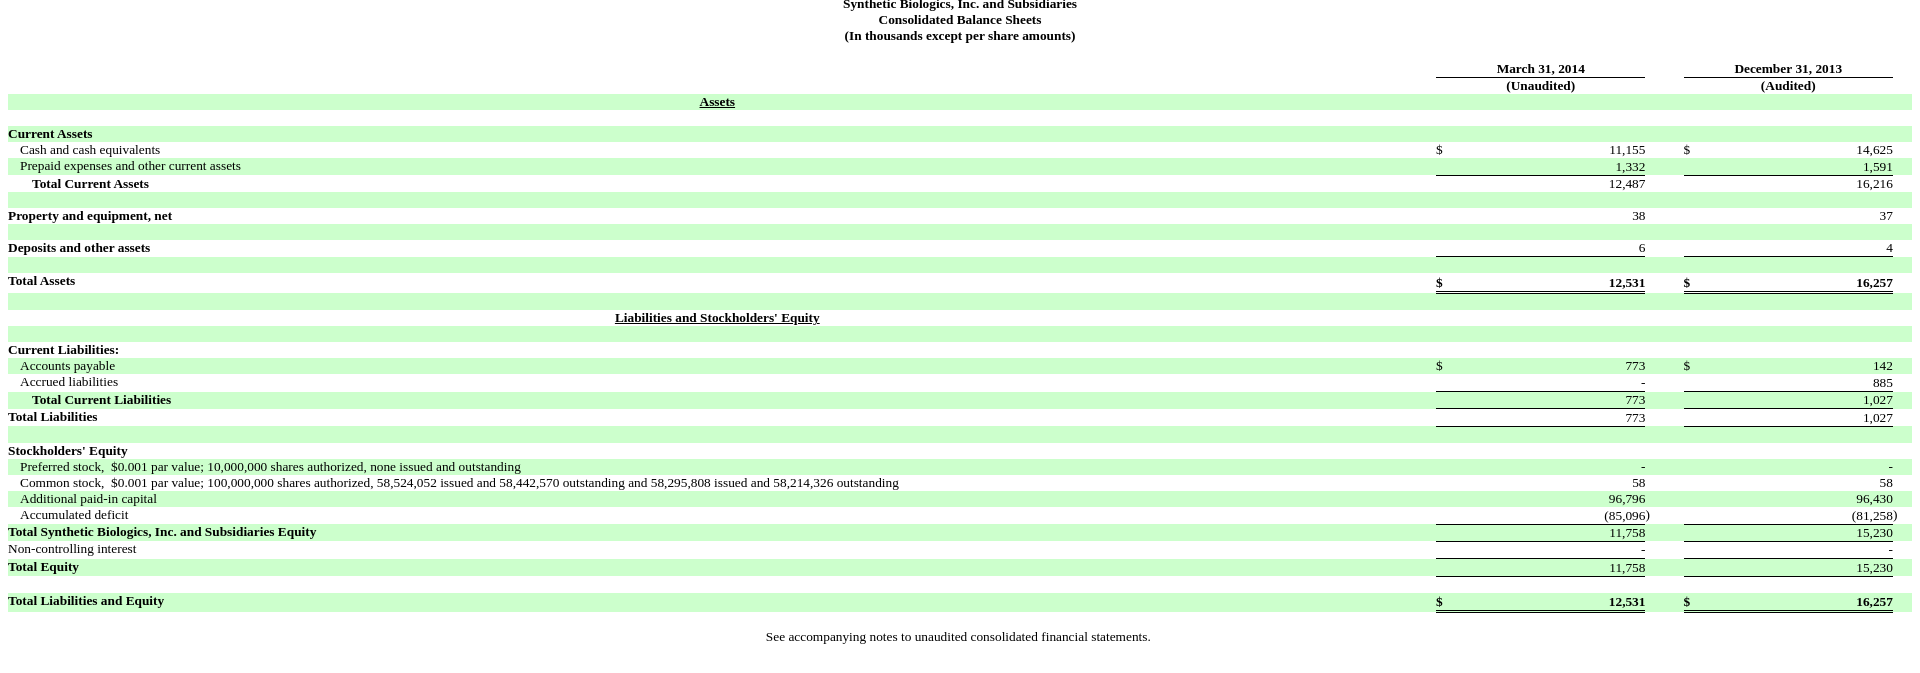 Synthetic Biologics, Inc. and Subsidiaries
Consolidated Balance Sheets
(In thousands except per share amounts)
March 31, 2014 December 31, 2013
(Unaudited) (Audited)
Assets
Current Assets
Cash and cash equivalents $ 11,155 $ 14,625
Prepaid expenses and other current assets 1,332 1,591
Total Current Assets 12,487 16,216
Property and equipment, net 38 37
Deposits and other assets 6 4
Total Assets $ 12,531 $ 16,257
Liabilities and Stockholders' Equity
Current Liabilities:
Accounts payable $ 773 $ 142
Accrued liabilities - 885
Total Current Liabilities 773 1,027
Total Liabilities 773 1,027
Stockholders' Equity
Preferred stock, $0.001 par value; 10,000,000 shares authorized, none issued and outstanding - -
Common stock, $0.001 par value; 100,000,000 shares authorized, 58,524,052 issued and 58,442,570 outstanding and 58,295,808 issued and 58,214,326 outstanding 58 58
Additional paid-in capital 96,796 96,430
Accumulated deficit (85,096) (81,258)
Total Synthetic Biologics, Inc. and Subsidiaries Equity 11,758 15,230
Non-controlling interest - -
Total Equity 11,758 15,230
Total Liabilities and Equity $ 12,531 $ 16,257
See accompanying notes to unaudited consolidated financial statements.